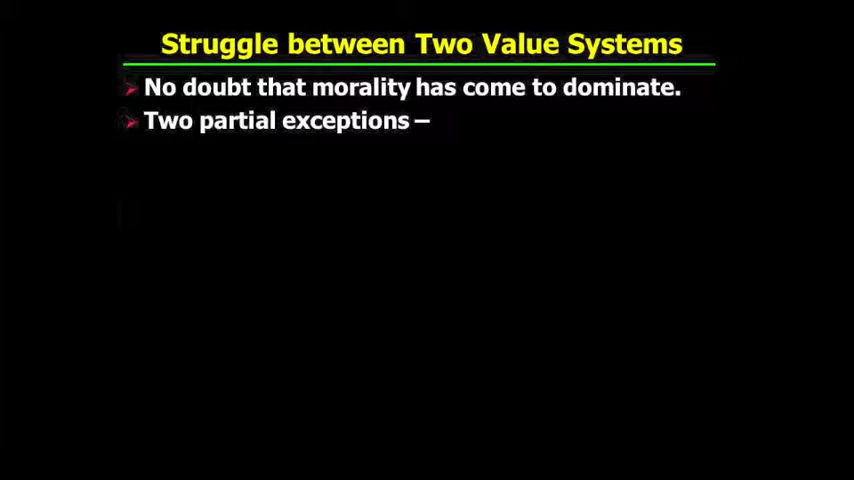 Struggle between Two Value Systems
No doubt that morality has come to dominate.
Two partial exceptions –